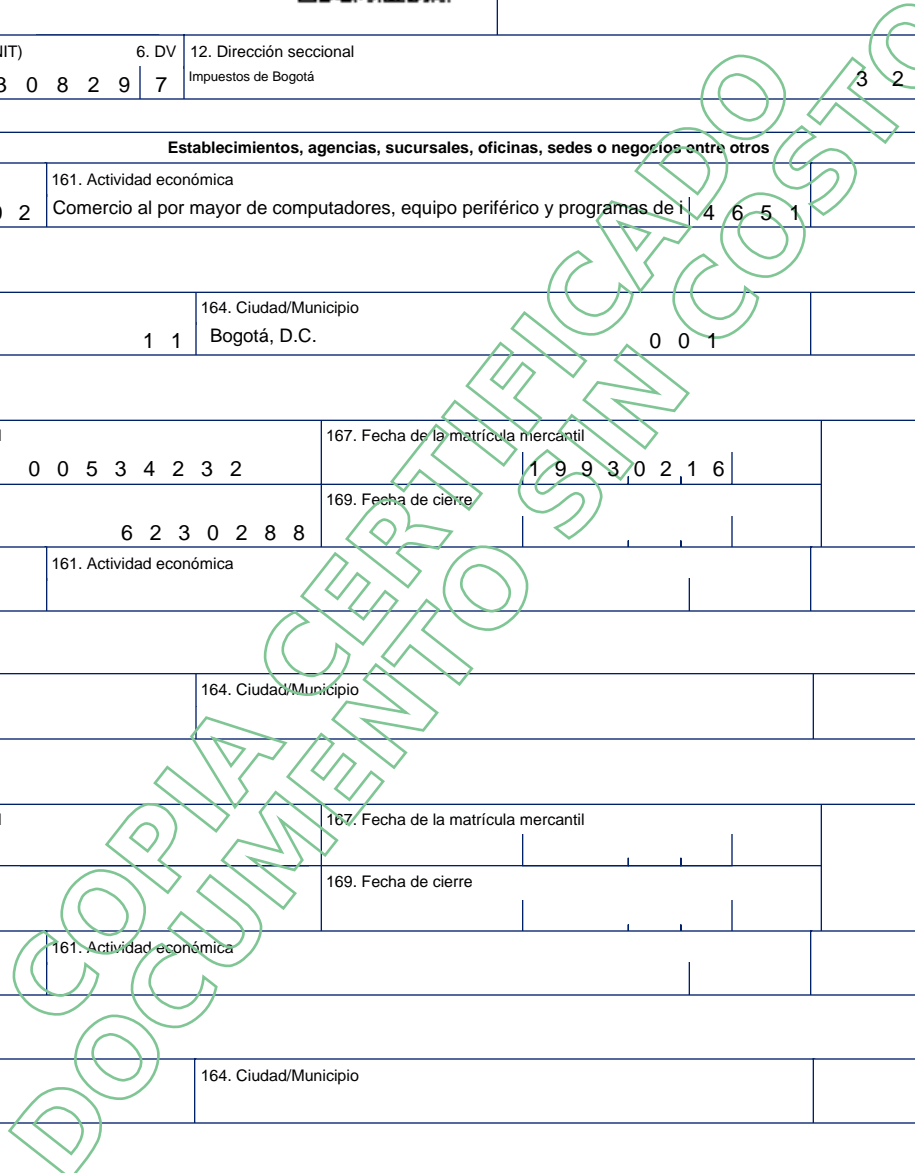 IT) 6. DV 12. Dirección seccional
3 0 8 2 9 7 Impuestos de Bogotá 3 2
Establecimientos, agencias, sucursales, oficinas, sedes o negocios entre otros
161. Actividad económica
2 Comercio al por mayor de computadores, equipo periférico y programas de i 4 6 5 1
164. Ciudad/Municipio
1 1 Bogotá, D.C. 0 0 1
167. Fecha de la matrícula mercantil
0 0 5 3 4 2 3 2 1 9 9 3 0 2 1 6
169. Fecha de cierre
6 2 3 0 2 8 8
161. Actividad económica
164. Ciudad/Municipio
167. Fecha de la matrícula mercantil
169. Fecha de cierre
161. Actividad económica
164. Ciudad/Municipio
COPIA CERTIFICADO
DOCUMENTO SIN COSTO